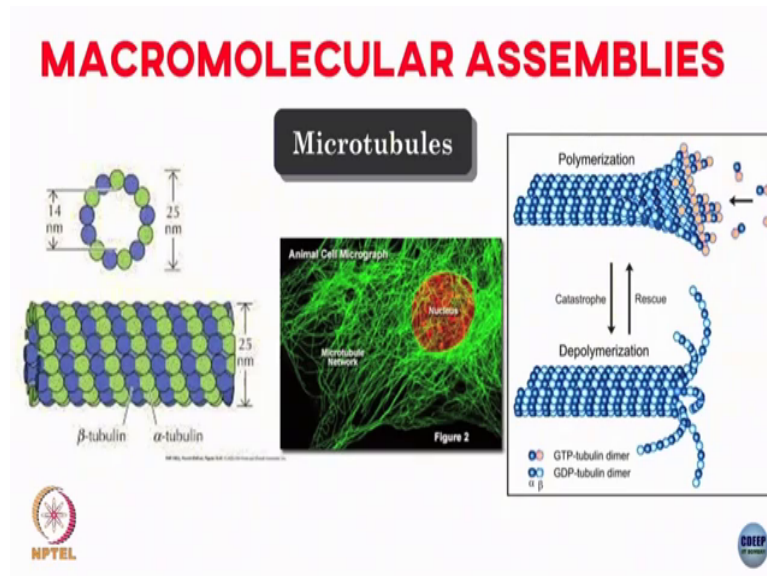 MACROMOLECULAR ASSEMBLIES
Microtubules
14
nm
25
nm
25
nm
β-tubulin
α-tubulin
Animal Cell Micrograph
Nucleus
Microtubule
Network
Figure 2
Polymerization
Catastrophe
Rescue
Depolymerization
GTP-tubulin dimer
GDP-tubulin dimer
α β
NPTEL
CDEEP